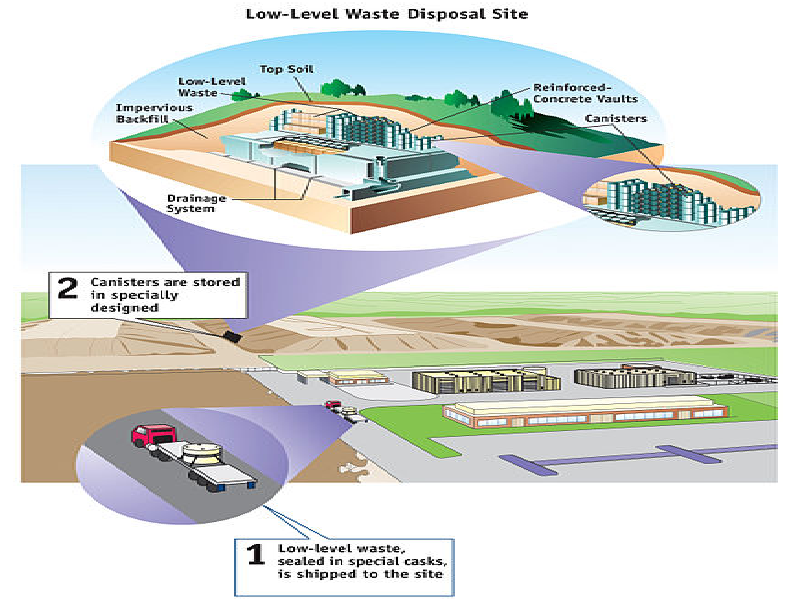 Low-Level Waste Disposal Site
Top Soil
Low-Level
Waste
Impervious
Backfill
Reinforced-
Concrete Vaults
Canisters
Drainage
System
2 Canisters are stored
in specially
designed
1 Low-level waste,
sealed in special casks,
is shipped to the site